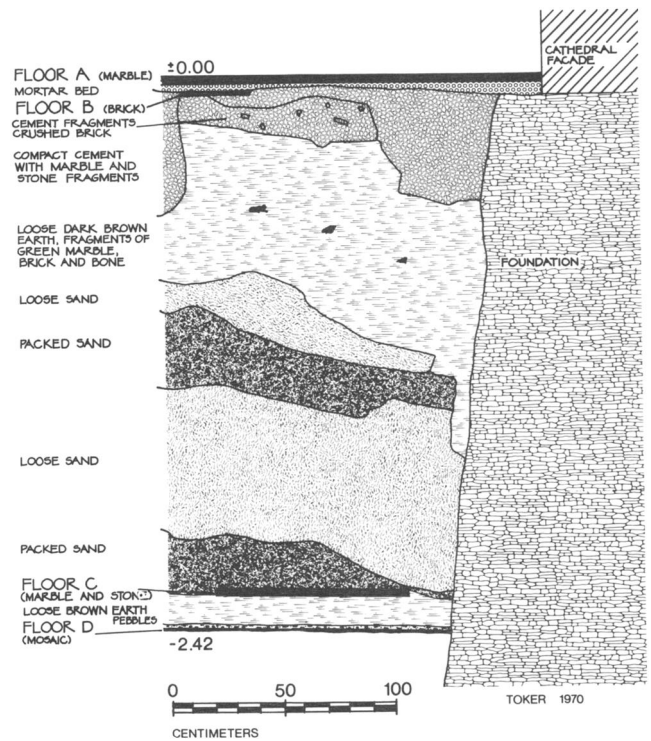 CATHEDRAL
FACADE
±0.00
FLOOR A (MARBLE)
MORTAR BED
FLOOR B (BRICK)
CEMENT FRAGMENTS
CRUSHED BRICK
COMPACT CEMENT
WITH MARBLE AND
STONE FRAGMENTS
LOOSE DARK BROWN
EARTH, FRAGMENTS OF
GREEN MARBLE,
BRICK AND BONE
FOUNDATION
LOOSE SAND
PACKED SAND
LOOSE SAND
PACKED SAND
FLOOR C
(MARBLE AND STONE)
LOOSE BROWN EARTH
PEBBLES
FLOOR D
(MOSAIC)
-2.42
0 50 100
CENTIMETERS
TOKER 1970